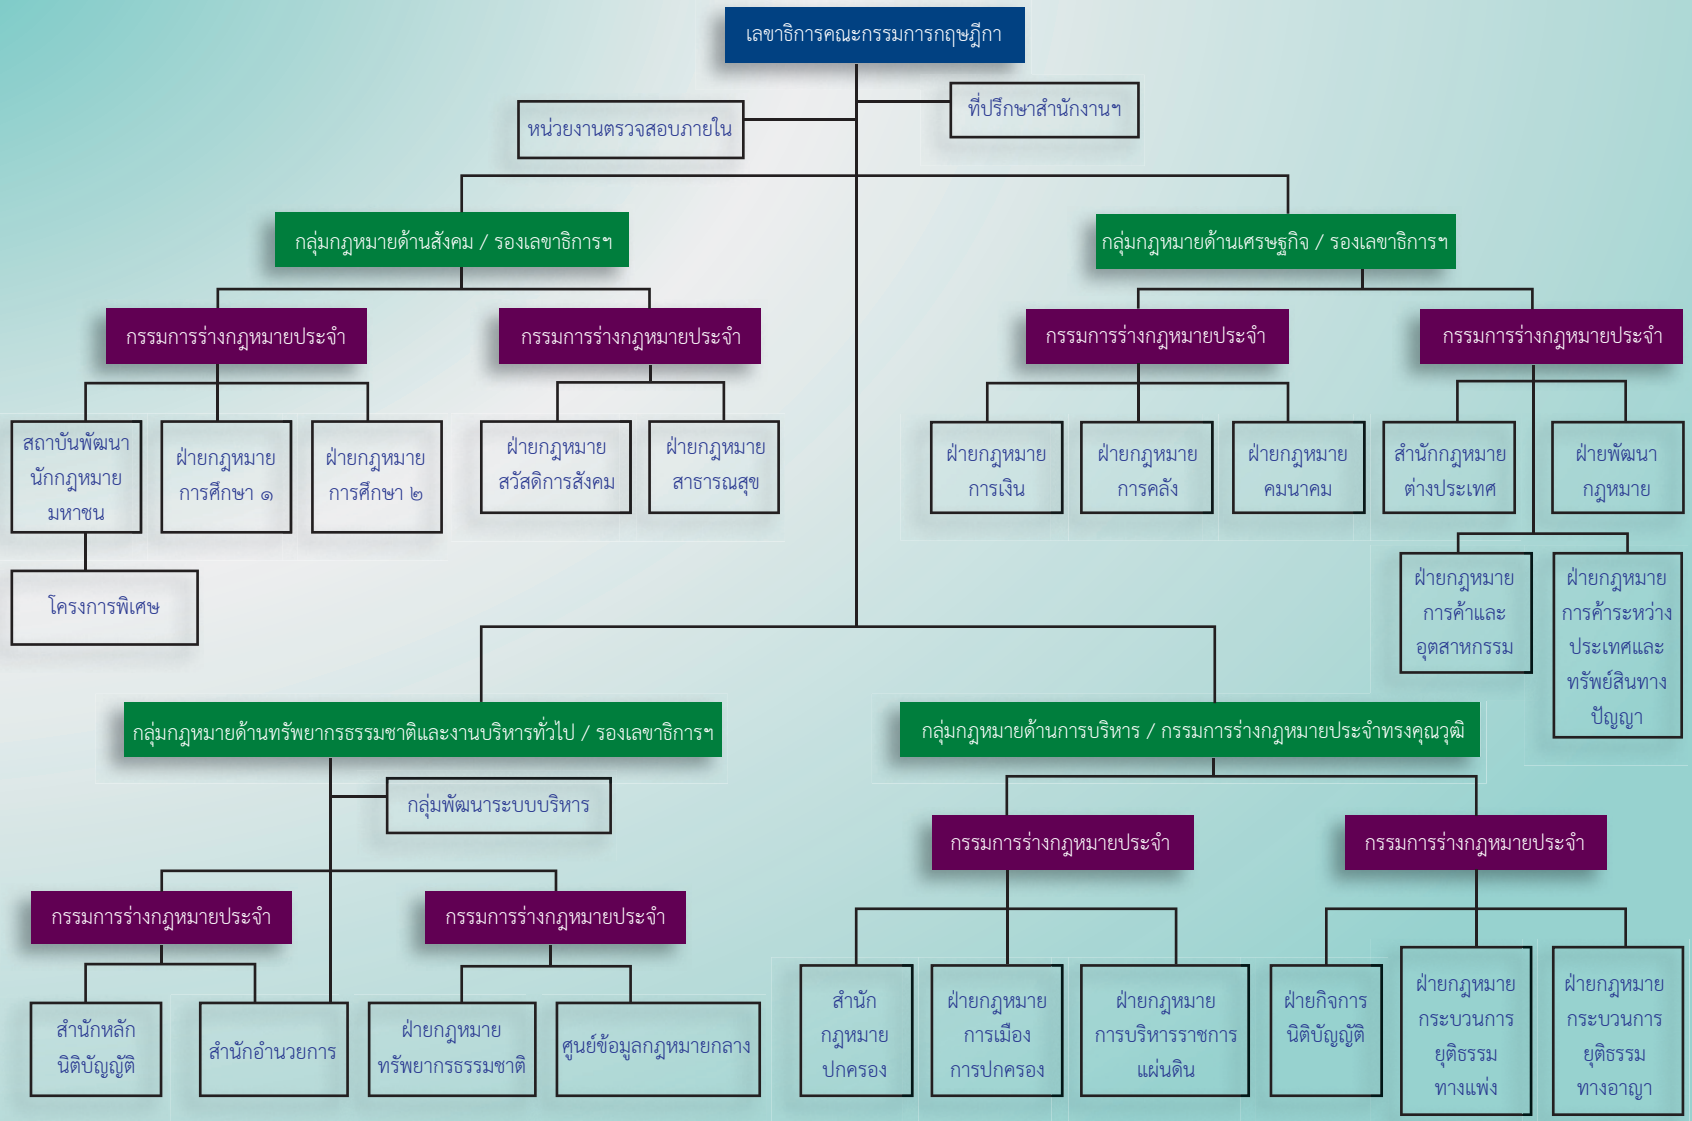 เลขาธิการคณะกรรมการกฤษฎีกา
ที่ปรึกษาสำนักงานฯ
หน่วยงานตรวจสอบภายใน
กลุ่มกฎหมายด้านสังคม / รองเลขาธิการฯ
กลุ่มกฎหมายด้านเศรษฐกิจ / รองเลขาธิการฯ
กรรมการร่างกฎหมายประจำ
กรรมการร่างกฎหมายประจำ
กรรมการร่างกฎหมายประจำ
กรรมการร่างกฎหมายประจำ
สถาบันพัฒนา
นักกฎหมาย
มหาชน
ฝ่ายกฎหมาย
การศึกษา ๑
ฝ่ายกฎหมาย
การศึกษา ๒
ฝ่ายกฎหมาย
สวัสดิการสังคม
ฝ่ายกฎหมาย
สาธารณสุข
ฝ่ายกฎหมาย
การเงิน
ฝ่ายกฎหมาย
การคลัง
ฝ่ายกฎหมาย
คมนาคม
สำนักกฎหมาย
ต่างประเทศ
ฝ่ายพัฒนา
กฎหมาย
โครงการพิเศษ
ฝ่ายกฎหมาย
การค้าและ
อุตสาหกรรม
ฝ่ายกฎหมาย
การค้าระหว่าง
ประเทศและ
ทรัพย์สินทาง
ปัญญา
กลุ่มกฎหมายด้านทรัพยากรธรรมชาติและงานบริหารทั่วไป / รองเลขาธิการฯ
กลุ่มกฎหมายด้านการบริหาร / กรรมการร่างกฎหมายประจำทรงคุณวุฒิ
กลุ่มพัฒนาระบบบริหาร
กรรมการร่างกฎหมายประจำ
กรรมการร่างกฎหมายประจำ
กรรมการร่างกฎหมายประจำ
กรรมการร่างกฎหมายประจำ
สำนักหลัก
นิติบัญญัติ
สำนักอำนวยการ
ฝ่ายกฎหมาย
ทรัพยากรธรรมชาติ
ศูนย์ข้อมูลกฎหมายกลาง
สำนัก
กฎหมาย
ปกครอง
ฝ่ายกฎหมาย
การเมือง
การปกครอง
ฝ่ายกฎหมาย
การบริหารราชการ
แผ่นดิน
ฝ่ายกิจการ
นิติบัญญัติ
ฝ่ายกฎหมาย
กระบวนการ
ยุติธรรม
ทางแพ่ง
ฝ่ายกฎหมาย
กระบวนการ
ยุติธรรม
ทางอาญา